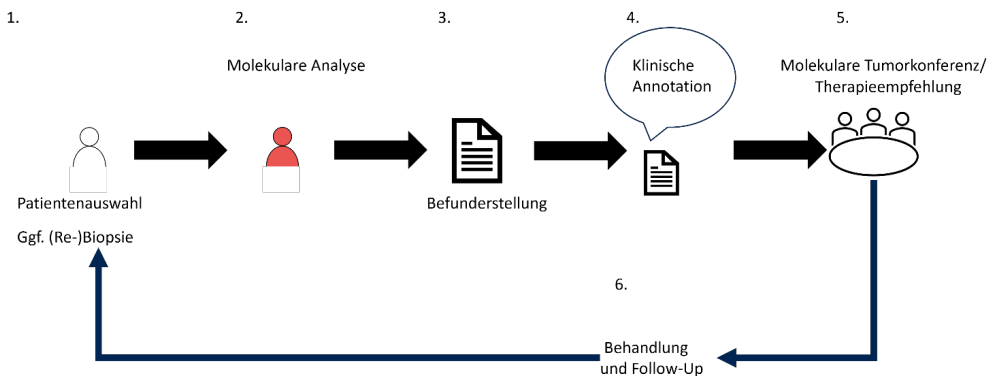 1.
2.
3.
4.
5.
Molekulare Analyse
Klinische
Annotation
Molekulare Tumorkonferenz/
Therapieempfehlung
Patientenauswahl
Ggf. (Re-)Biopsie
Befunderstellung
6.
Behandlung
und Follow-Up